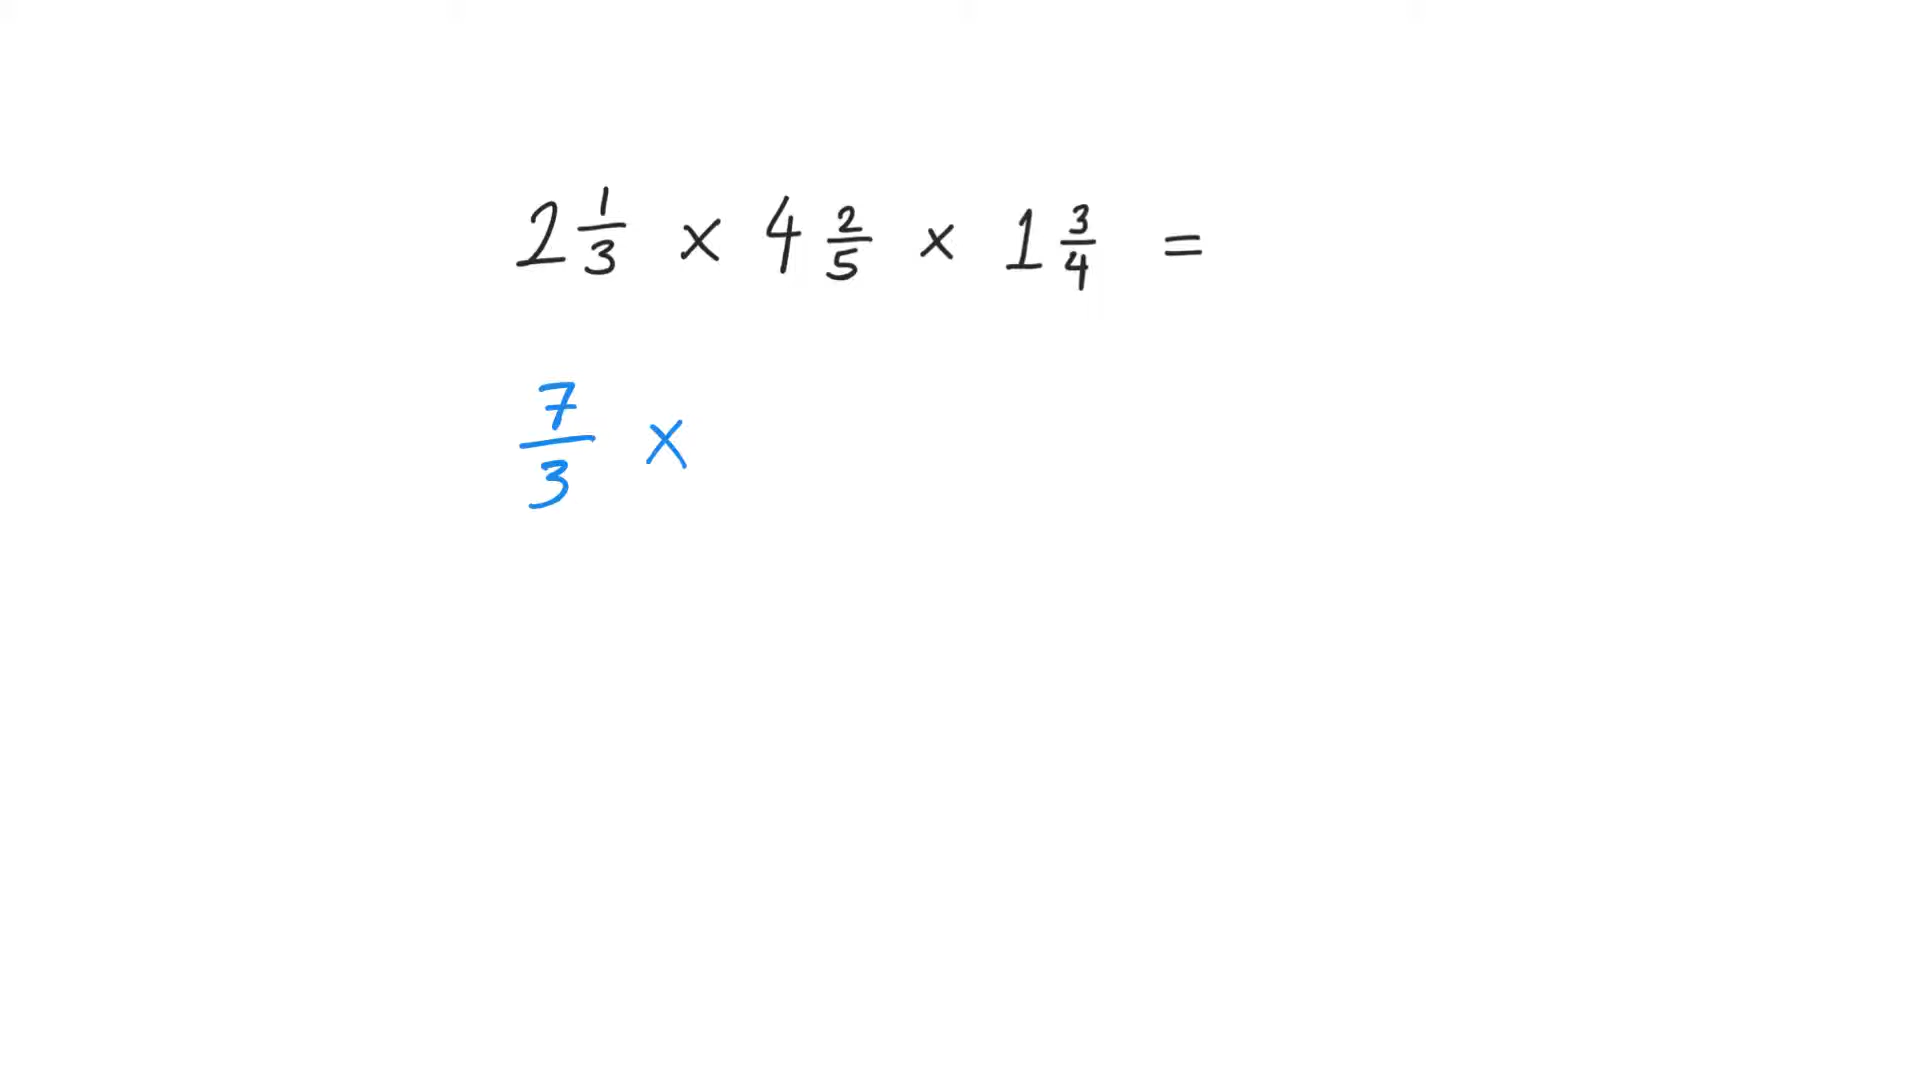 2 1/3 × 4 2/5 × 1 3/4 =
7/3 ×